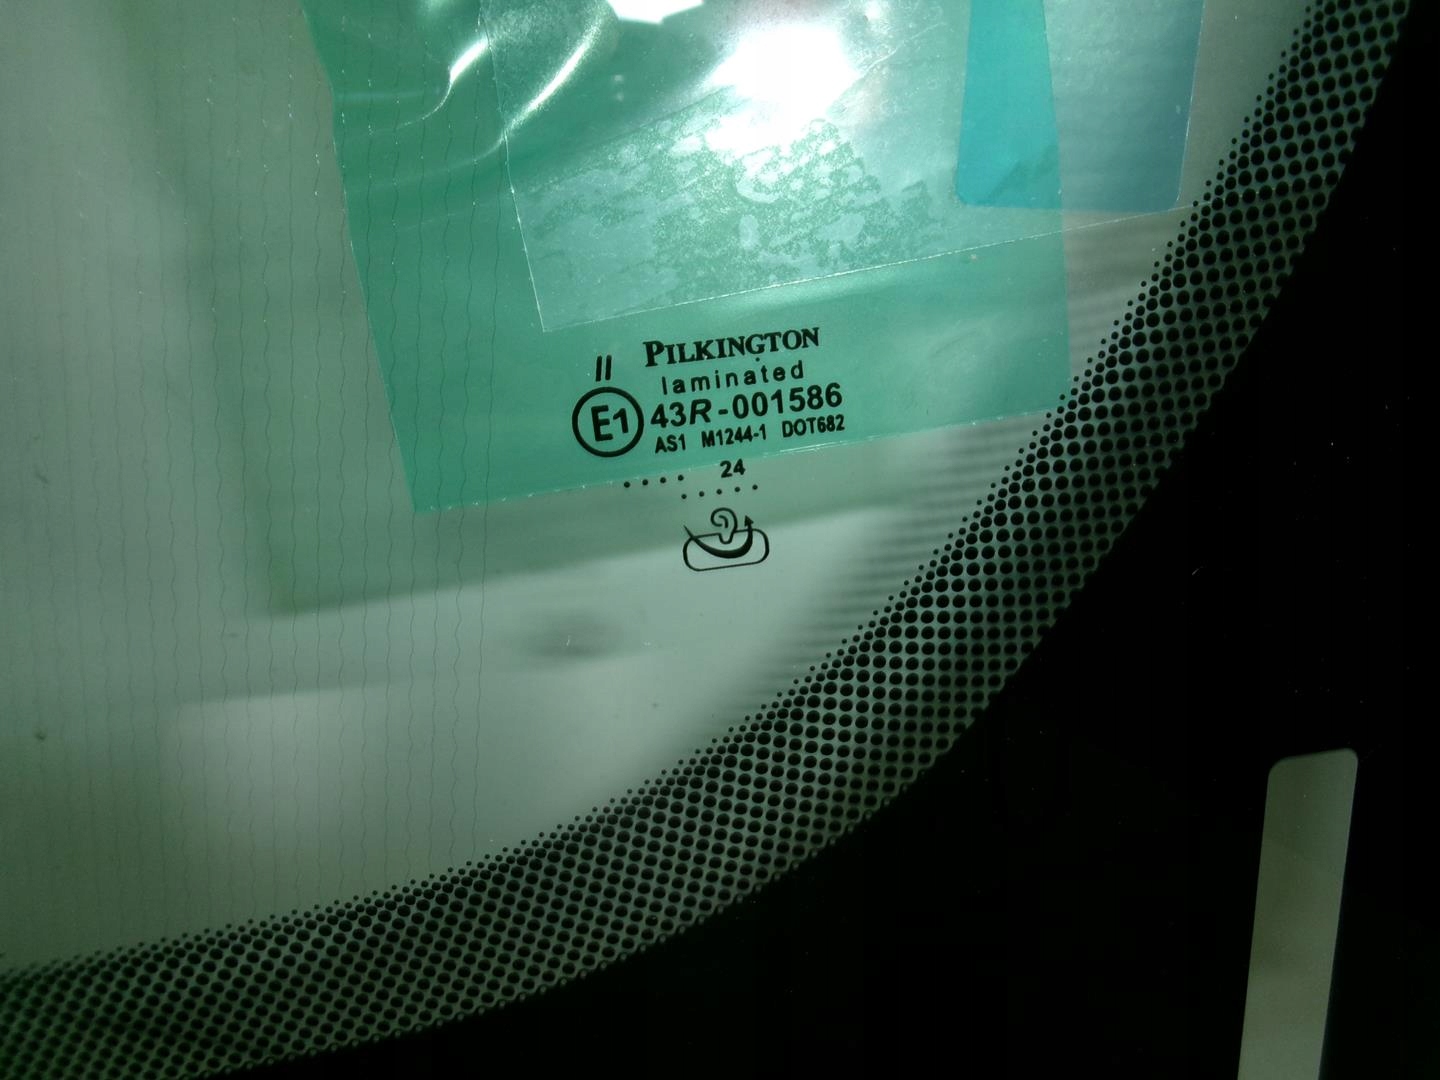 PILKINGTON
II
laminated
E1 43R-001586
AS1 M1244-1 DOT682
24
.... .....